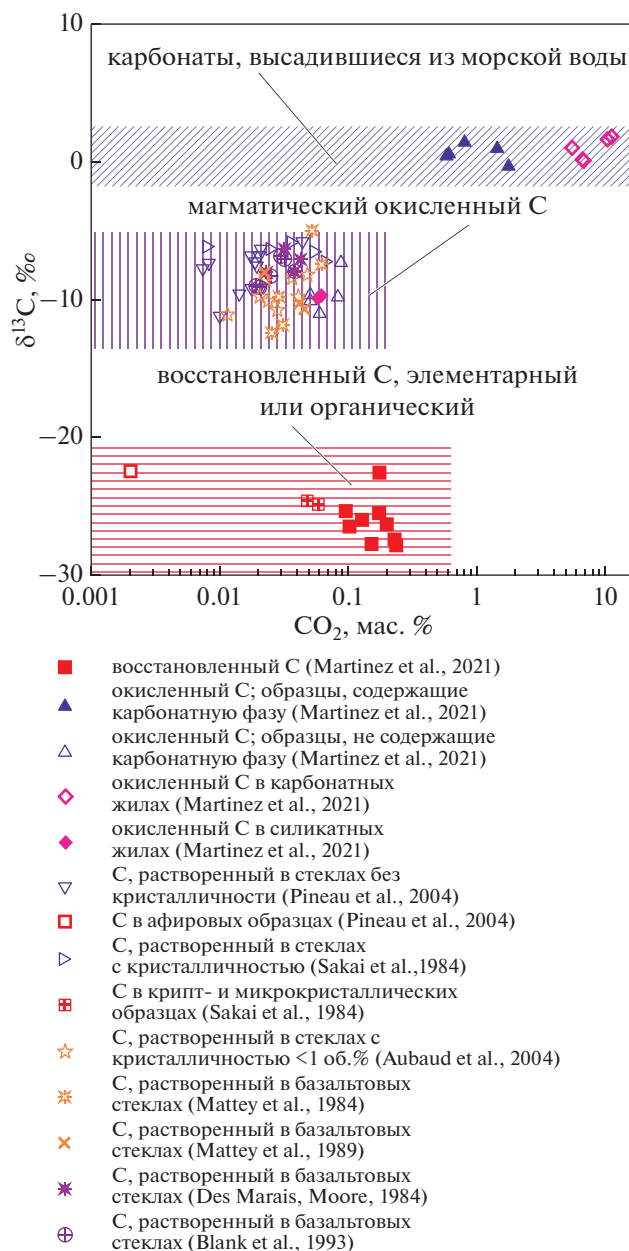 10
карбонаты, высадившиеся из морской воды
0
магматический окисленный С
−10
δ13C, ‰
восстановленный С, элементарный
или органический
−20
−30
0.001 0.01 0.1 1 10
CO2, мас. %
восстановленный С (Martinez et al., 2021)
окисленный С; образцы, содержащие
карбонатную фазу (Martinez et al., 2021)
окисленный С; образцы, не содержащие
карбонатную фазу (Martinez et al., 2021)
окисленный С в карбонатных
жилах (Martinez et al., 2021)
окисленный С в силикатных
жилах (Martinez et al., 2021)
С, растворенный в стеклах без
кристалличности (Pineau et al., 2004)
С в афировых образцах (Pineau et al., 2004)
С, растворенный в стеклах
с кристалличностью (Sakai et al.,1984)
С в крипт- и микрокристаллических
образцах (Sakai et al., 1984)
С, растворенный в стеклах с
кристалличностью <1 об.% (Aubaud et al., 2004)
С, растворенный в базальтовых
стеклах (Mattey et al., 1984)
С, растворенный в базальтовых
стеклах (Mattey et al., 1989)
С, растворенный в базальтовых
стеклах (Des Marais, Moore, 1984)
С, растворенный в базальтовых
стеклах (Blank et al., 1993)